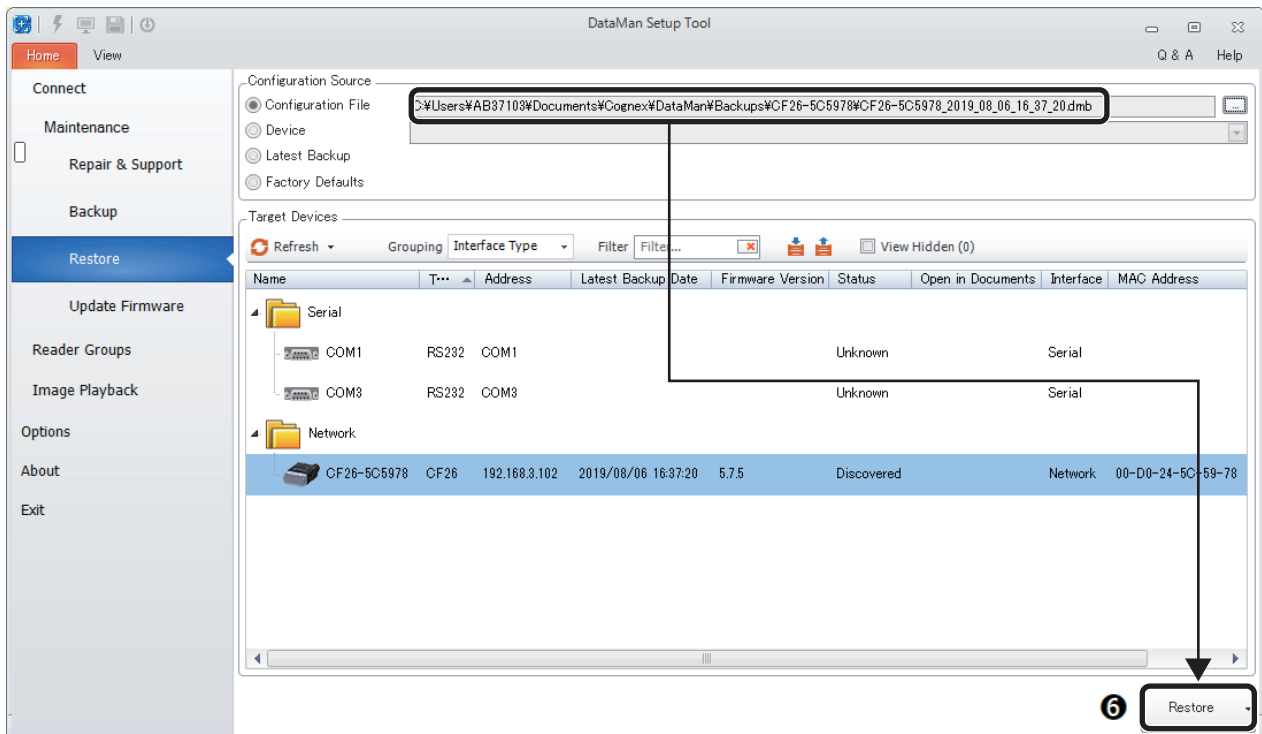 DataMan Setup Tool
Home View Q & A Help
Connect
Maintenance
Repair & Support
Backup
Restore
Update Firmware
Reader Groups
Image Playback
Options
About
Exit
Configuration Source
Configuration File C:¥Users¥AB37103¥Documents¥Cognex¥DataMan¥Backups¥CF26-5C5978¥CF26-5C5978_2019_08_06_16_37_20.dmb ...
Device
Latest Backup
Factory Defaults
Target Devices
Refresh Grouping Interface Type Filter Filter... View Hidden (0)
Name T... Address Latest Backup Date Firmware Version Status Open in Documents Interface MAC Address
Serial
COM1 RS232 COM1 Unknown Serial
COM3 RS232 COM3 Unknown Serial
Network
CF26-5C5978 CF26 192.168.3.102 2019/08/06 16:37:20 5.7.5 Discovered Network 00-D0-24-5C-59-78
❻ Restore